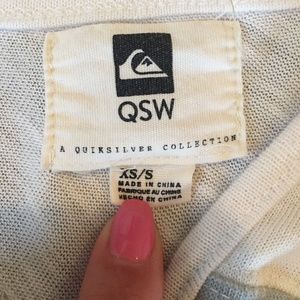 QSW
A QUIKSILVER COLLECTION
XS/S
MADE IN CHINA
FABRIQUÉ AU CHINE
HECHO EN CHINA